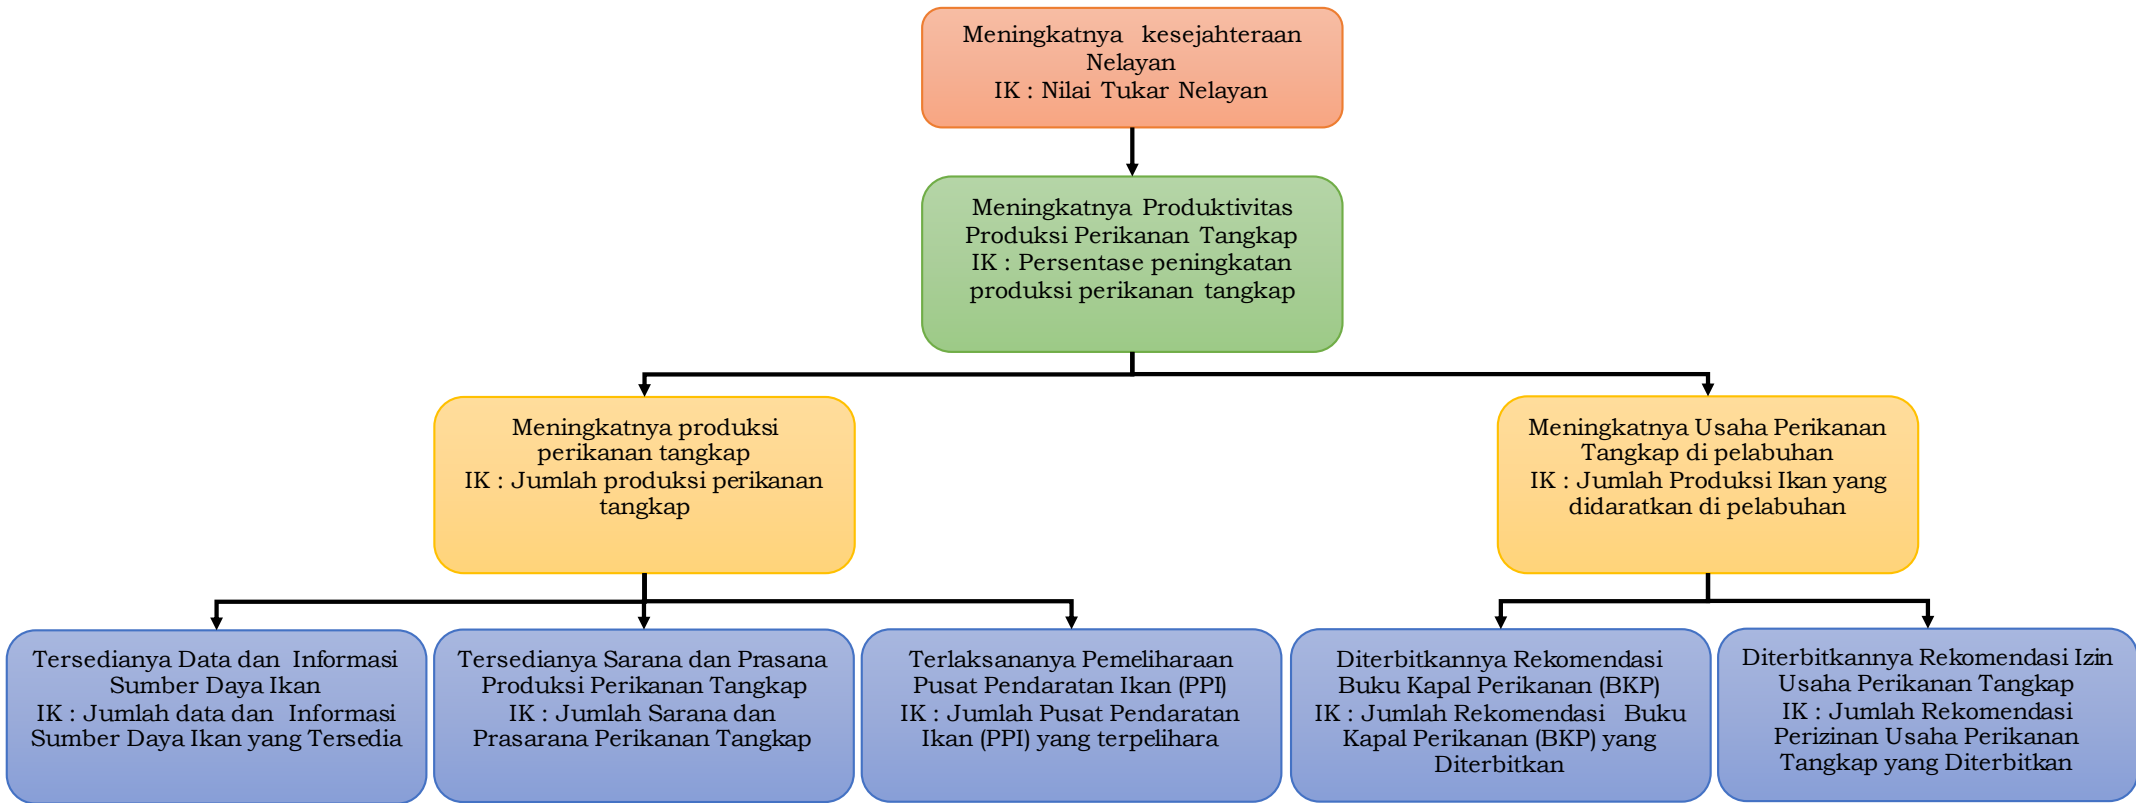 Meningkatnya kesejahteraan
Nelayan
IK : Nilai Tukar Nelayan
Meningkatnya Produktivitas
Produksi Perikanan Tangkap
IK : Persentase peningkatan
produksi perikanan tangkap
Meningkatnya produksi
perikanan tangkap
IK : Jumlah produksi perikanan
tangkap
Meningkatnya Usaha Perikanan
Tangkap di pelabuhan
IK : Jumlah Produksi Ikan yang
didaratkan di pelabuhan
Tersedianya Data dan Informasi
Sumber Daya Ikan
IK : Jumlah data dan Informasi
Sumber Daya Ikan yang Tersedia
Tersedianya Sarana dan Prasana
Produksi Perikanan Tangkap
IK : Jumlah Sarana dan
Prasarana Perikanan Tangkap
Terlaksananya Pemeliharaan
Pusat Pendaratan Ikan (PPI)
IK : Jumlah Pusat Pendaratan
Ikan (PPI) yang terpelihara
Diterbitkannya Rekomendasi
Buku Kapal Perikanan (BKP)
IK : Jumlah Rekomendasi Buku
Kapal Perikanan (BKP) yang
Diterbitkan
Diterbitkannya Rekomendasi Izin
Usaha Perikanan Tangkap
IK : Jumlah Rekomendasi
Perizinan Usaha Perikanan
Tangkap yang Diterbitkan